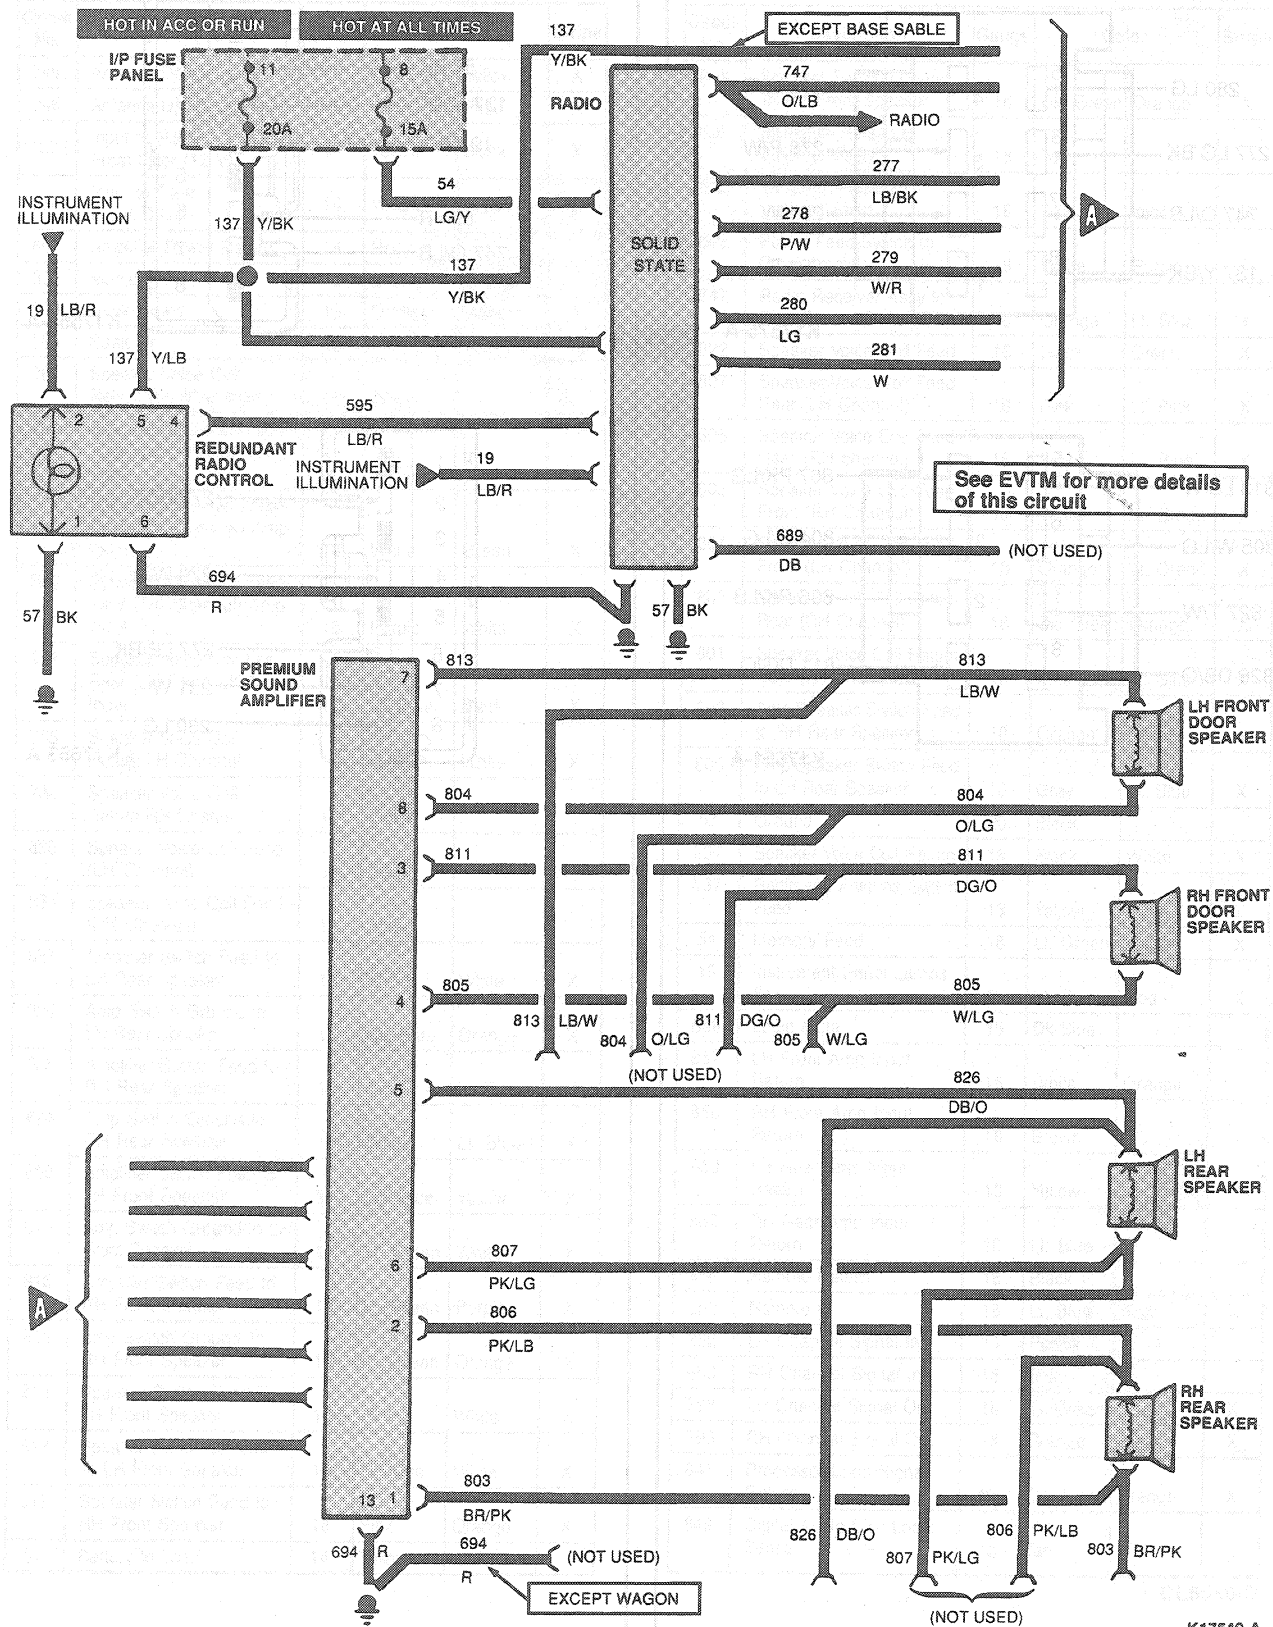 HOT IN ACC OR RUN
HOT AT ALL TIMES
137
Y/BK
EXCEPT BASE SABLE
I/P FUSE
PANEL
11
20A
8
15A
RADIO
747
O/LB
RADIO
INSTRUMENT
ILLUMINATION
137
Y/BK
54
LG/Y
SOLID
STATE
277
LB/BK
278
P/W
279
W/R
280
LG
281
W
A
19
LB/R
137
Y/LB
137
Y/BK
2
5
4
1
6
REDUNDANT
RADIO
CONTROL
595
LB/R
INSTRUMENT
ILLUMINATION
19
LB/R
See EVTM for more details
of this circuit
689
DB
(NOT USED)
694
R
57
BK
57
BK
PREMIUM
SOUND
AMPLIFIER
7
813
813
LB/W
LH FRONT
DOOR
SPEAKER
8
804
804
O/LG
3
811
811
DG/O
RH FRONT
DOOR
SPEAKER
4
805
805
W/LG
813
LB/W
804
O/LG
811
DG/O
805
W/LG
(NOT USED)
5
826
DB/O
LH
REAR
SPEAKER
6
807
PK/LG
A
2
806
PK/LB
RH
REAR
SPEAKER
13
1
803
BR/PK
694
R
694
R
(NOT USED)
EXCEPT WAGON
826
DB/O
807
PK/LG
806
PK/LB
803
BR/PK
(NOT USED)